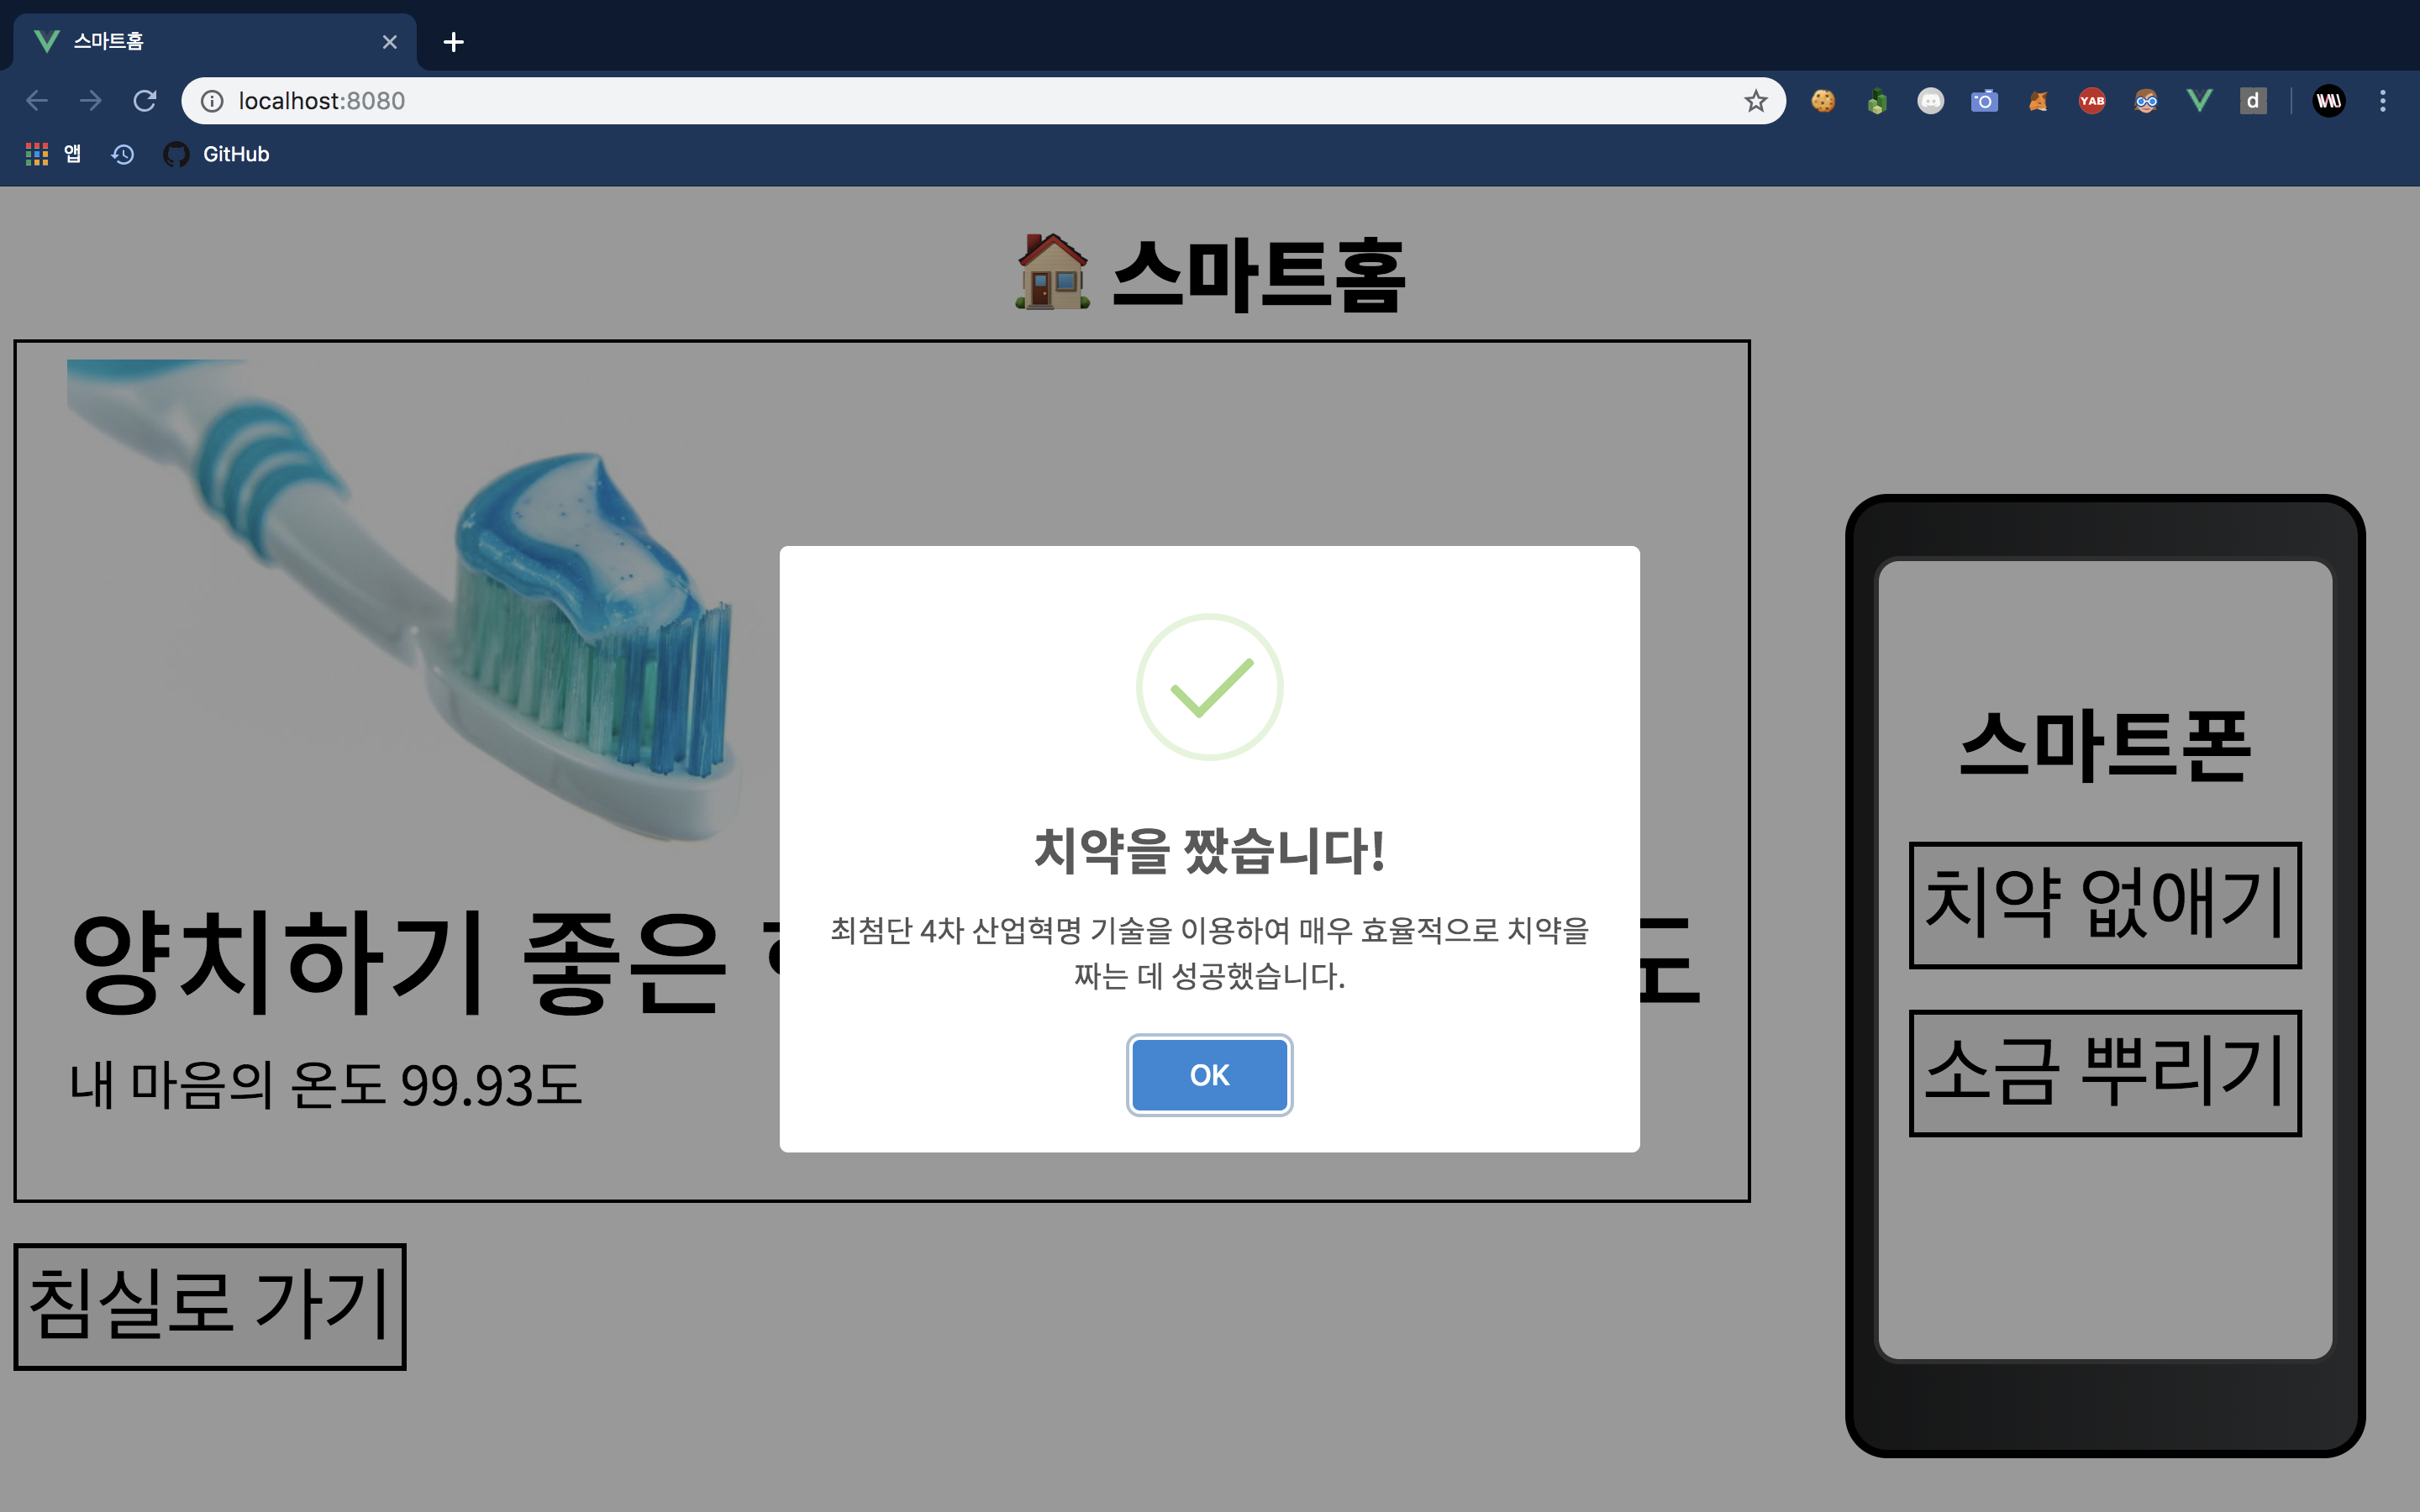 스마트홈
localhost:8080
YAB
d
앱
GitHub
스마트홈
치약을 짰습니다!
최첨단 4차 산업혁명 기술을 이용하여 매우 효율적으로 치약을
짜는 데 성공했습니다.
OK
양치하기 좋은
내 마음의 온도 99.93도
침실로 가기
스마트폰
치약 없애기
소금 뿌리기